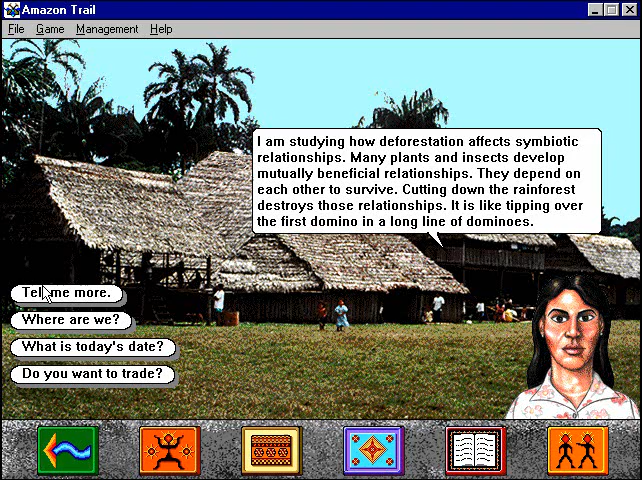 Amazon Trail
File Game Management Help
I am studying how deforestation affects symbiotic
relationships. Many plants and insects develop
mutually beneficial relationships. They depend on
each other to survive. Cutting down the rainforest
destroys those relationships. It is like tipping over
the first domino in a long line of dominoes.
Tell me more.
Where are we?
What is today's date?
Do you want to trade?